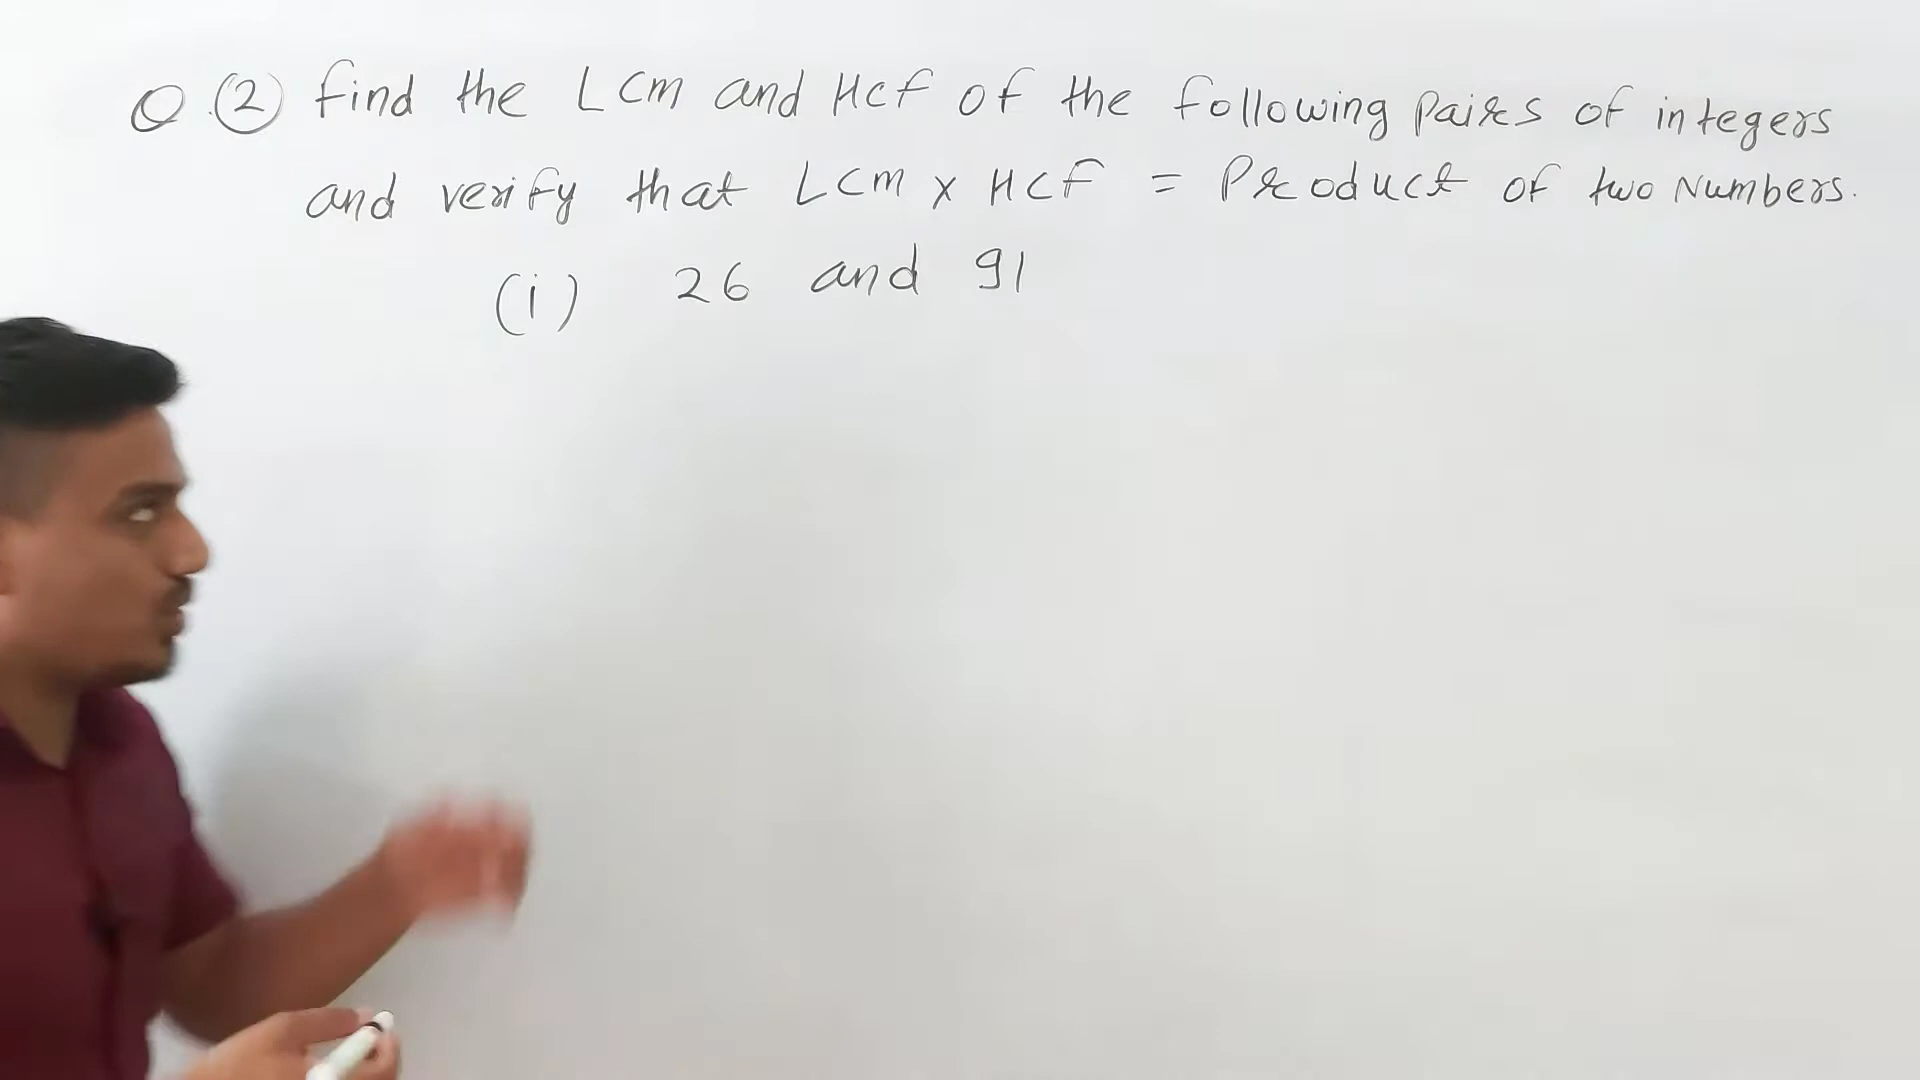 Q.(2) find the LCM and HCF of the following Pairs of integers
and verify that LCM x HCF = Product of two Numbers.
(i) 26 and 91